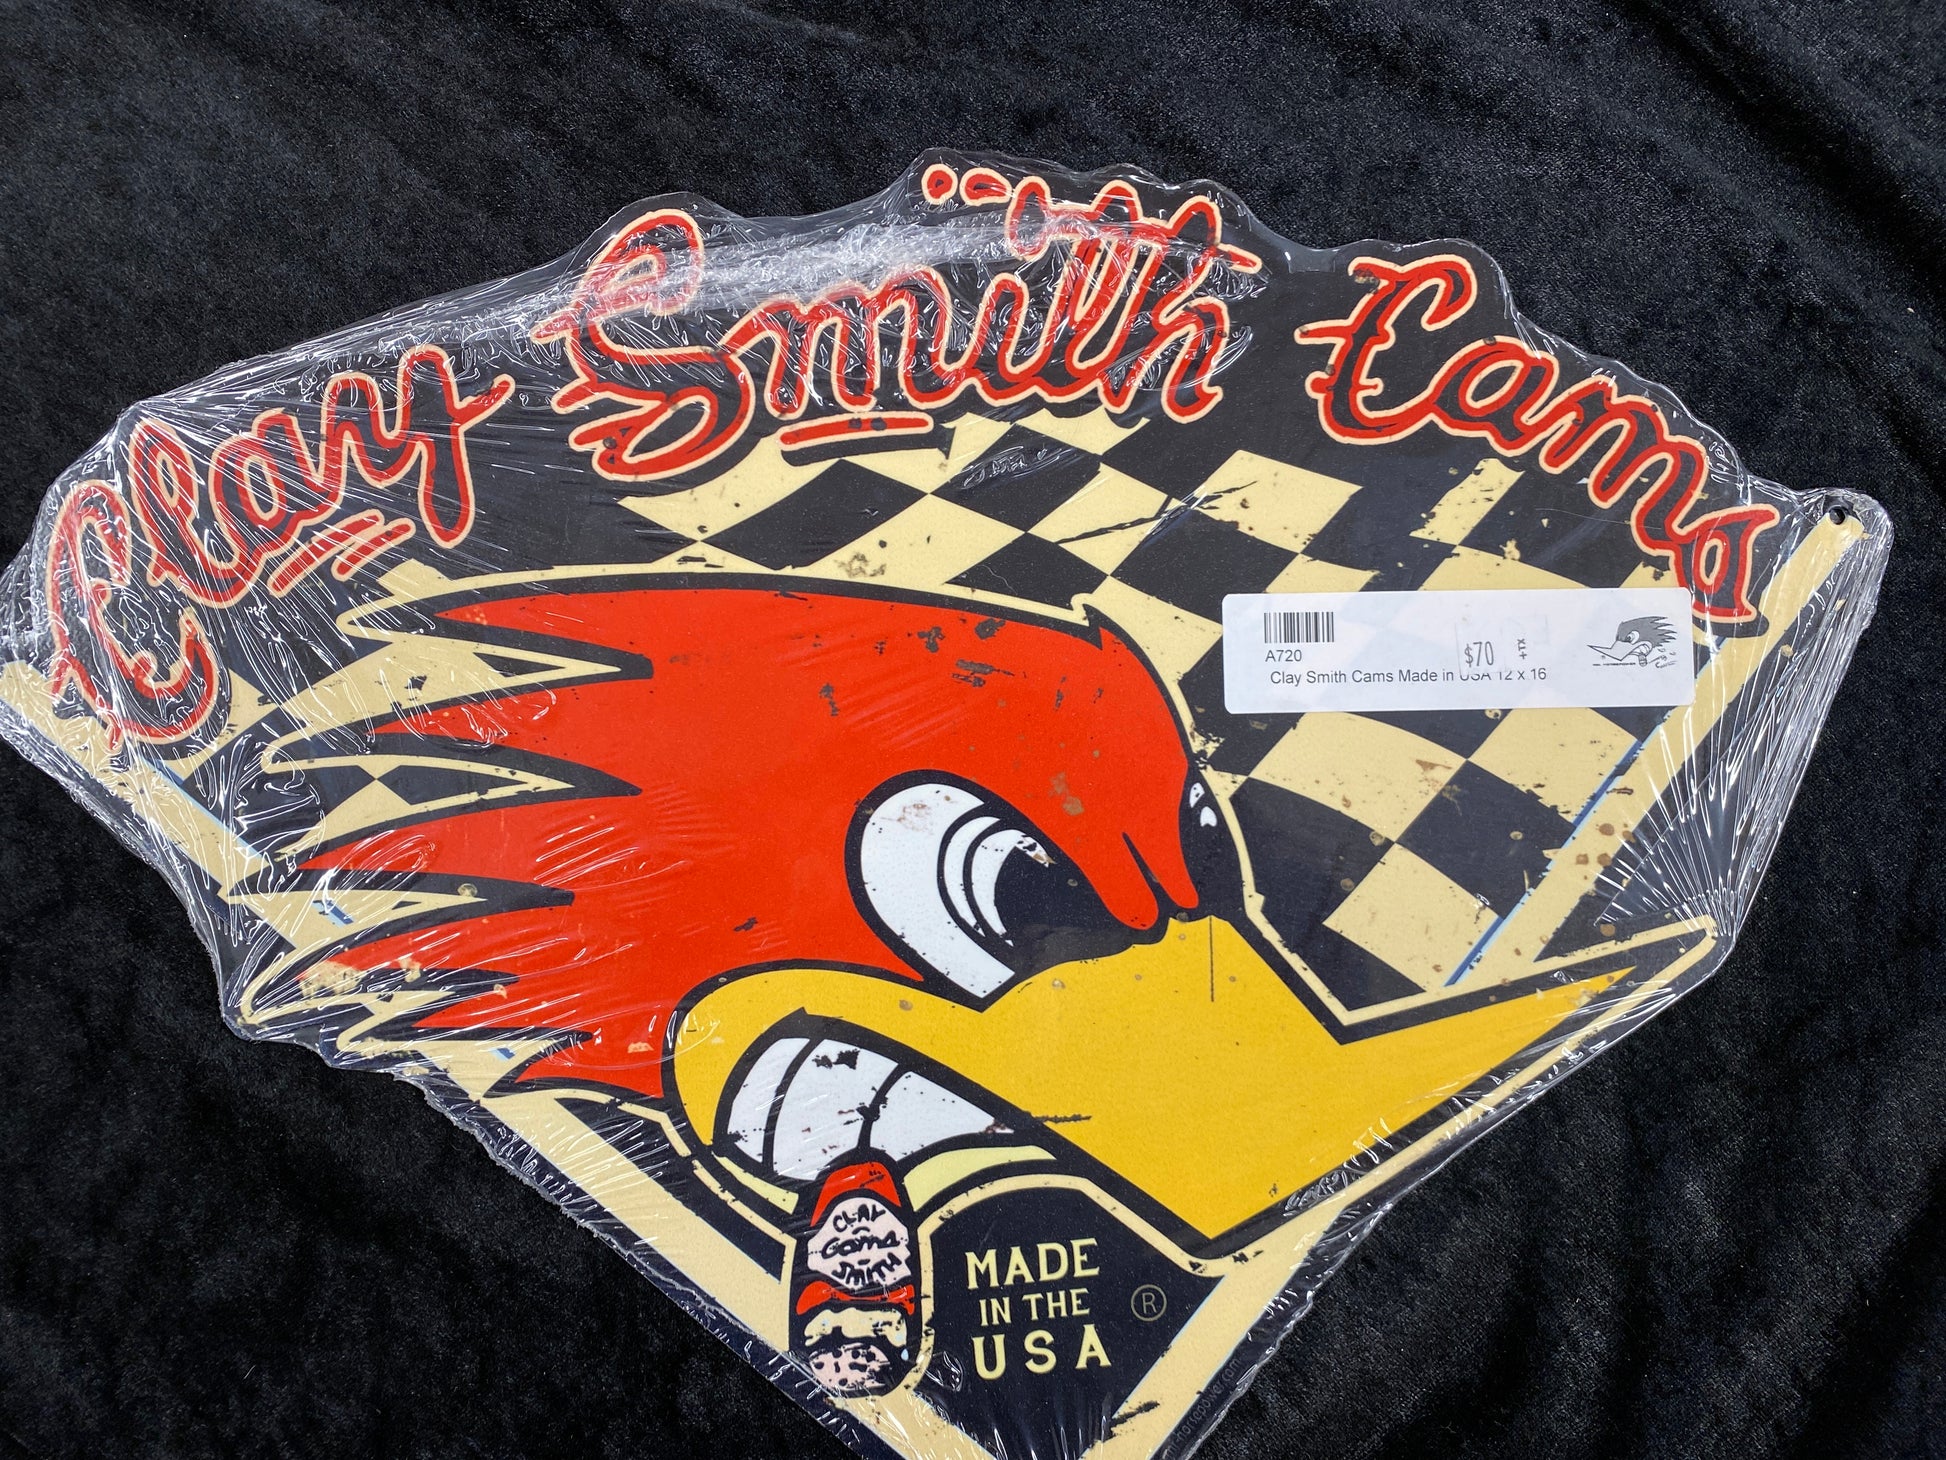 Clay Smith Cams
A720
$70
Clay Smith Cams Made in USA 12 x 16
CLAY
Cams
SMITH
MADE
IN THE
USA
®